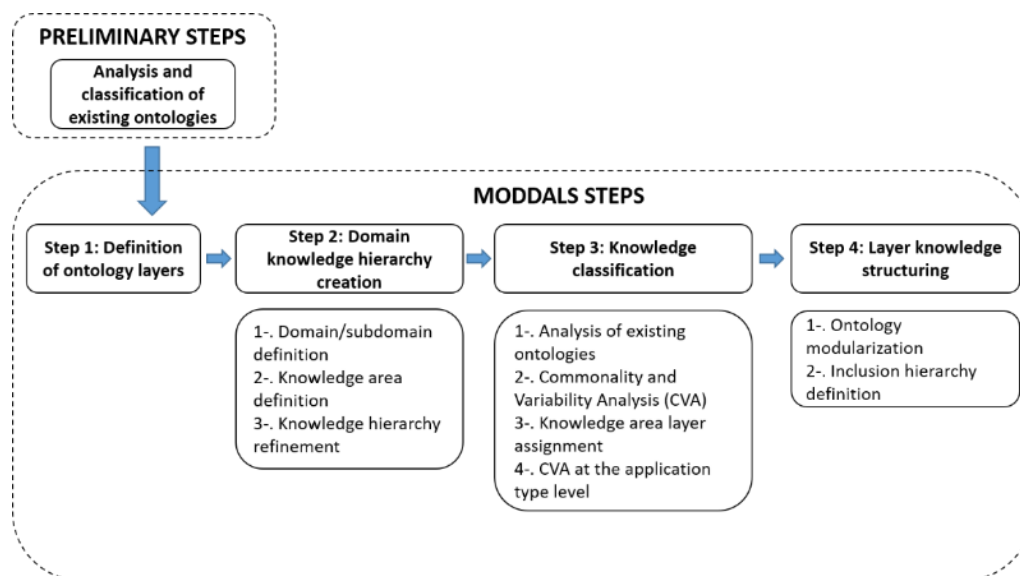 PRELIMINARY STEPS
Analysis and
classification of
existing ontologies
MODDALS STEPS
Step 1: Definition
of ontology layers
Step 2: Domain
knowledge hierarchy
creation
1-. Domain/subdomain
definition
2-. Knowledge area
definition
3-. Knowledge hierarchy
refinement
Step 3: Knowledge
classification
1-. Analysis of existing
ontologies
2-. Commonality and
Variability Analysis (CVA)
3-. Knowledge area layer
assignment
4-. CVA at the application
type level
Step 4: Layer knowledge
structuring
1-. Ontology
modularization
2-. Inclusion hierarchy
definition